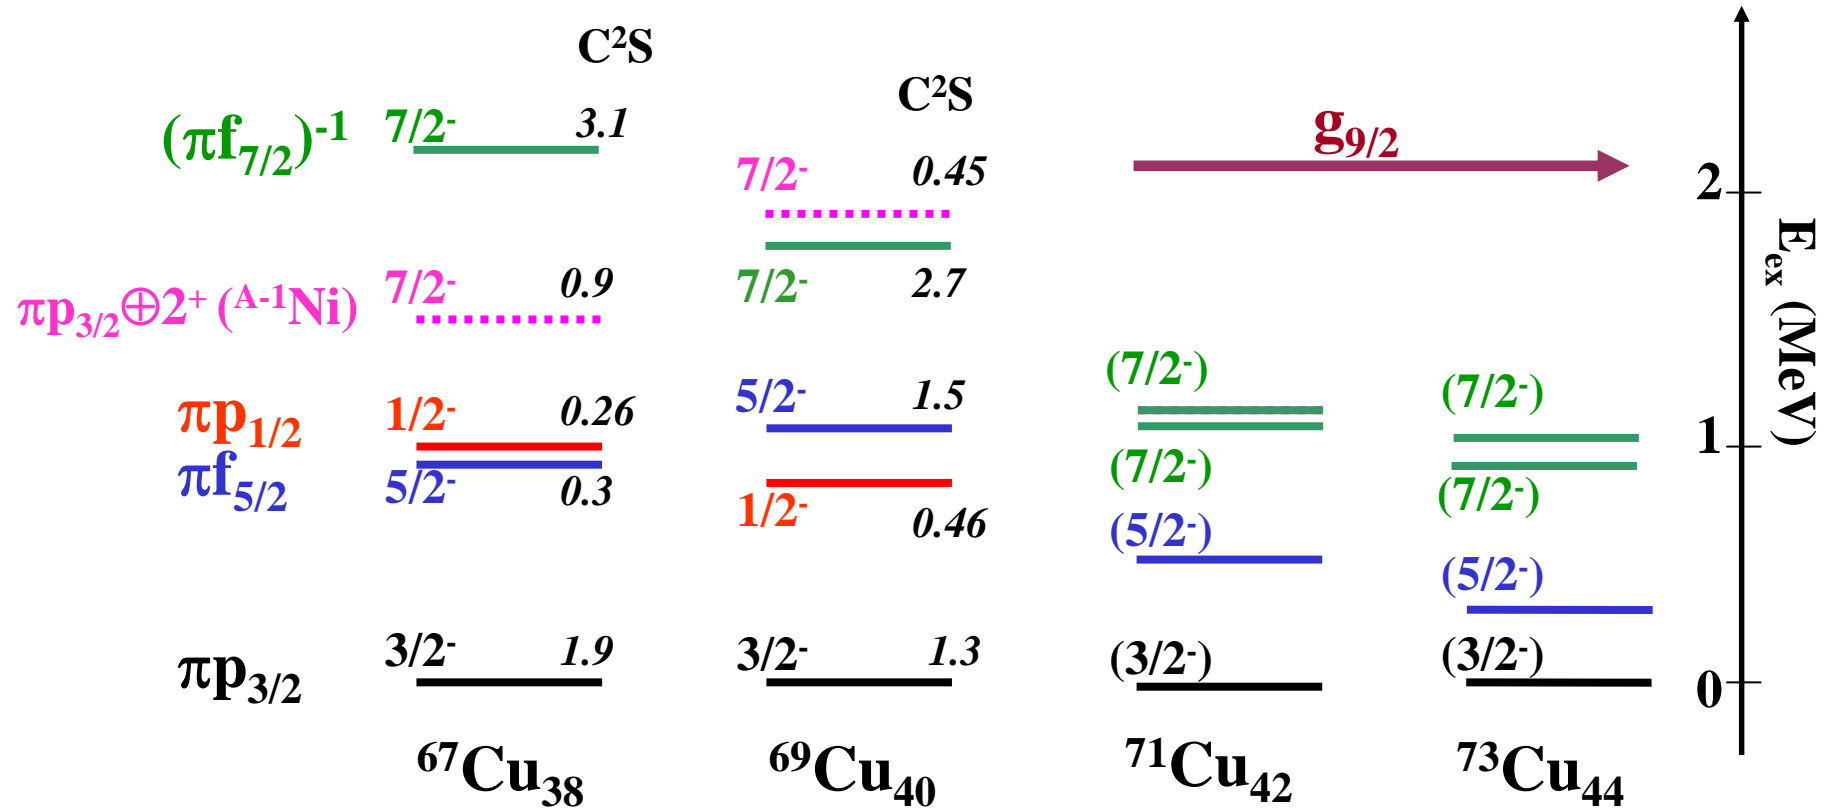 C²S
C²S
(πf7/2)-1 7/2- 3.1
g9/2
7/2- 0.45
2
πp3/2⊕2+ (A-1Ni) 7/2- 0.9
7/2- 2.7
Eex (MeV)
(7/2-)
(7/2-)
πp1/2 1/2- 0.26
5/2- 1.5
1
πf5/2 5/2- 0.3
(7/2-)
(7/2-)
1/2- 0.46
(5/2-)
(5/2-)
πp3/2 3/2- 1.9
3/2- 1.3
(3/2-)
(3/2-)
0
67Cu38
69Cu40
71Cu42
73Cu44